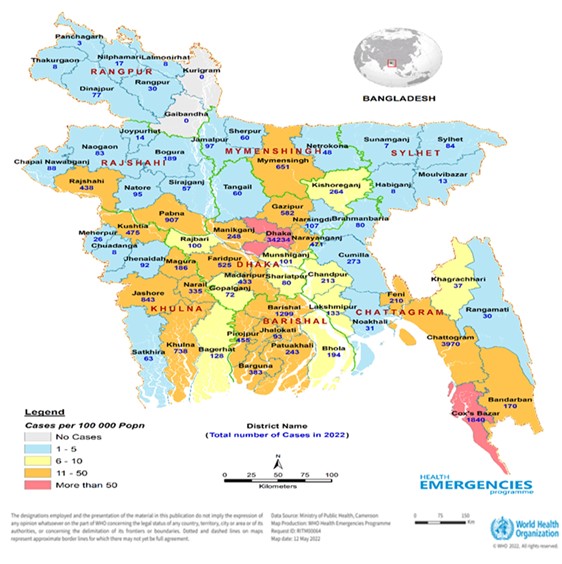 Panchagarh
3
Thakurgaon
8
Nilphamari
17
Lalmonirhat
8
RANGPUR
Kurigram
0
Dinajpur
77
Rangpur
30
Gaibandha
0
BANGLADESH
Joypurhat
14
Jamalpur
97
Sherpur
60
MYMENSINGH
Mymensingh
651
Netrokona
48
Sunamganj
7
Sylhet
84
SYLHET
Naogaon
83
Bogura
189
Chapai Nawabganj
88
RAJSHAHI
Moulvibazar
13
Rajshahi
438
Natore
95
Sirajganj
57
Tangail
60
Kishoreganj
64
Habiganj
8
Gazipur
582
Pabna
907
Narsingdi
107
Brahmanbaria
80
Meherpur
26
Kushtia
475
Manikganj
248
Dhaka
34234
Narayanganj
471
Rajbari
100
Chuadanga
8
Munshiganj
101
Cumilla
273
Jhenaidah
92
Magura
186
Faridpur
525
DHAKA
Madaripur
433
Shariatpur
80
Chandpur
213
Khagrachhari
37
Narail
335
Gopalganj
72
Feni
210
Rangamati
30
Jashore
843
Barishal
1299
Lakshmipur
133
CHATTAGRAM
KHULNA
BARISHAL
Noakhali
31
Pirojpur
455
Jhalokati
93
Chattogram
3970
Satkhira
63
Khulna
738
Bagerhat
128
Patuakhali
243
Bhola
194
Barguna
383
Bandarban
170
Cox's Bazar
1840
Legend
Cases per 100 000 Popn
No Cases
1 - 5
6 - 10
11 - 50
More than 50
District Name
(Total number of Cases in 2022)
N
0 25 50 100
Kilometers
HEALTH
EMERGENCIES
programme
The designations employed and the presentation of the material in this publication do not imply the expression of
any opinion whatsoever on the part of WHO concerning the legal status of any country, territory, city or area or of its
authorities, or concerning the delimitation of its frontiers or boundaries. Dotted and dashed lines on maps
represent approximate border lines for which there may not yet be full agreement.
Data Source: Ministry of Public Health, Cameroon
Map Production: WHO Health Emergencies Programme
Request ID: RITM00064
Map date: 12 May 2022
0 75 150
Km
World Health
Organization
© WHO 2022. All rights reserved.